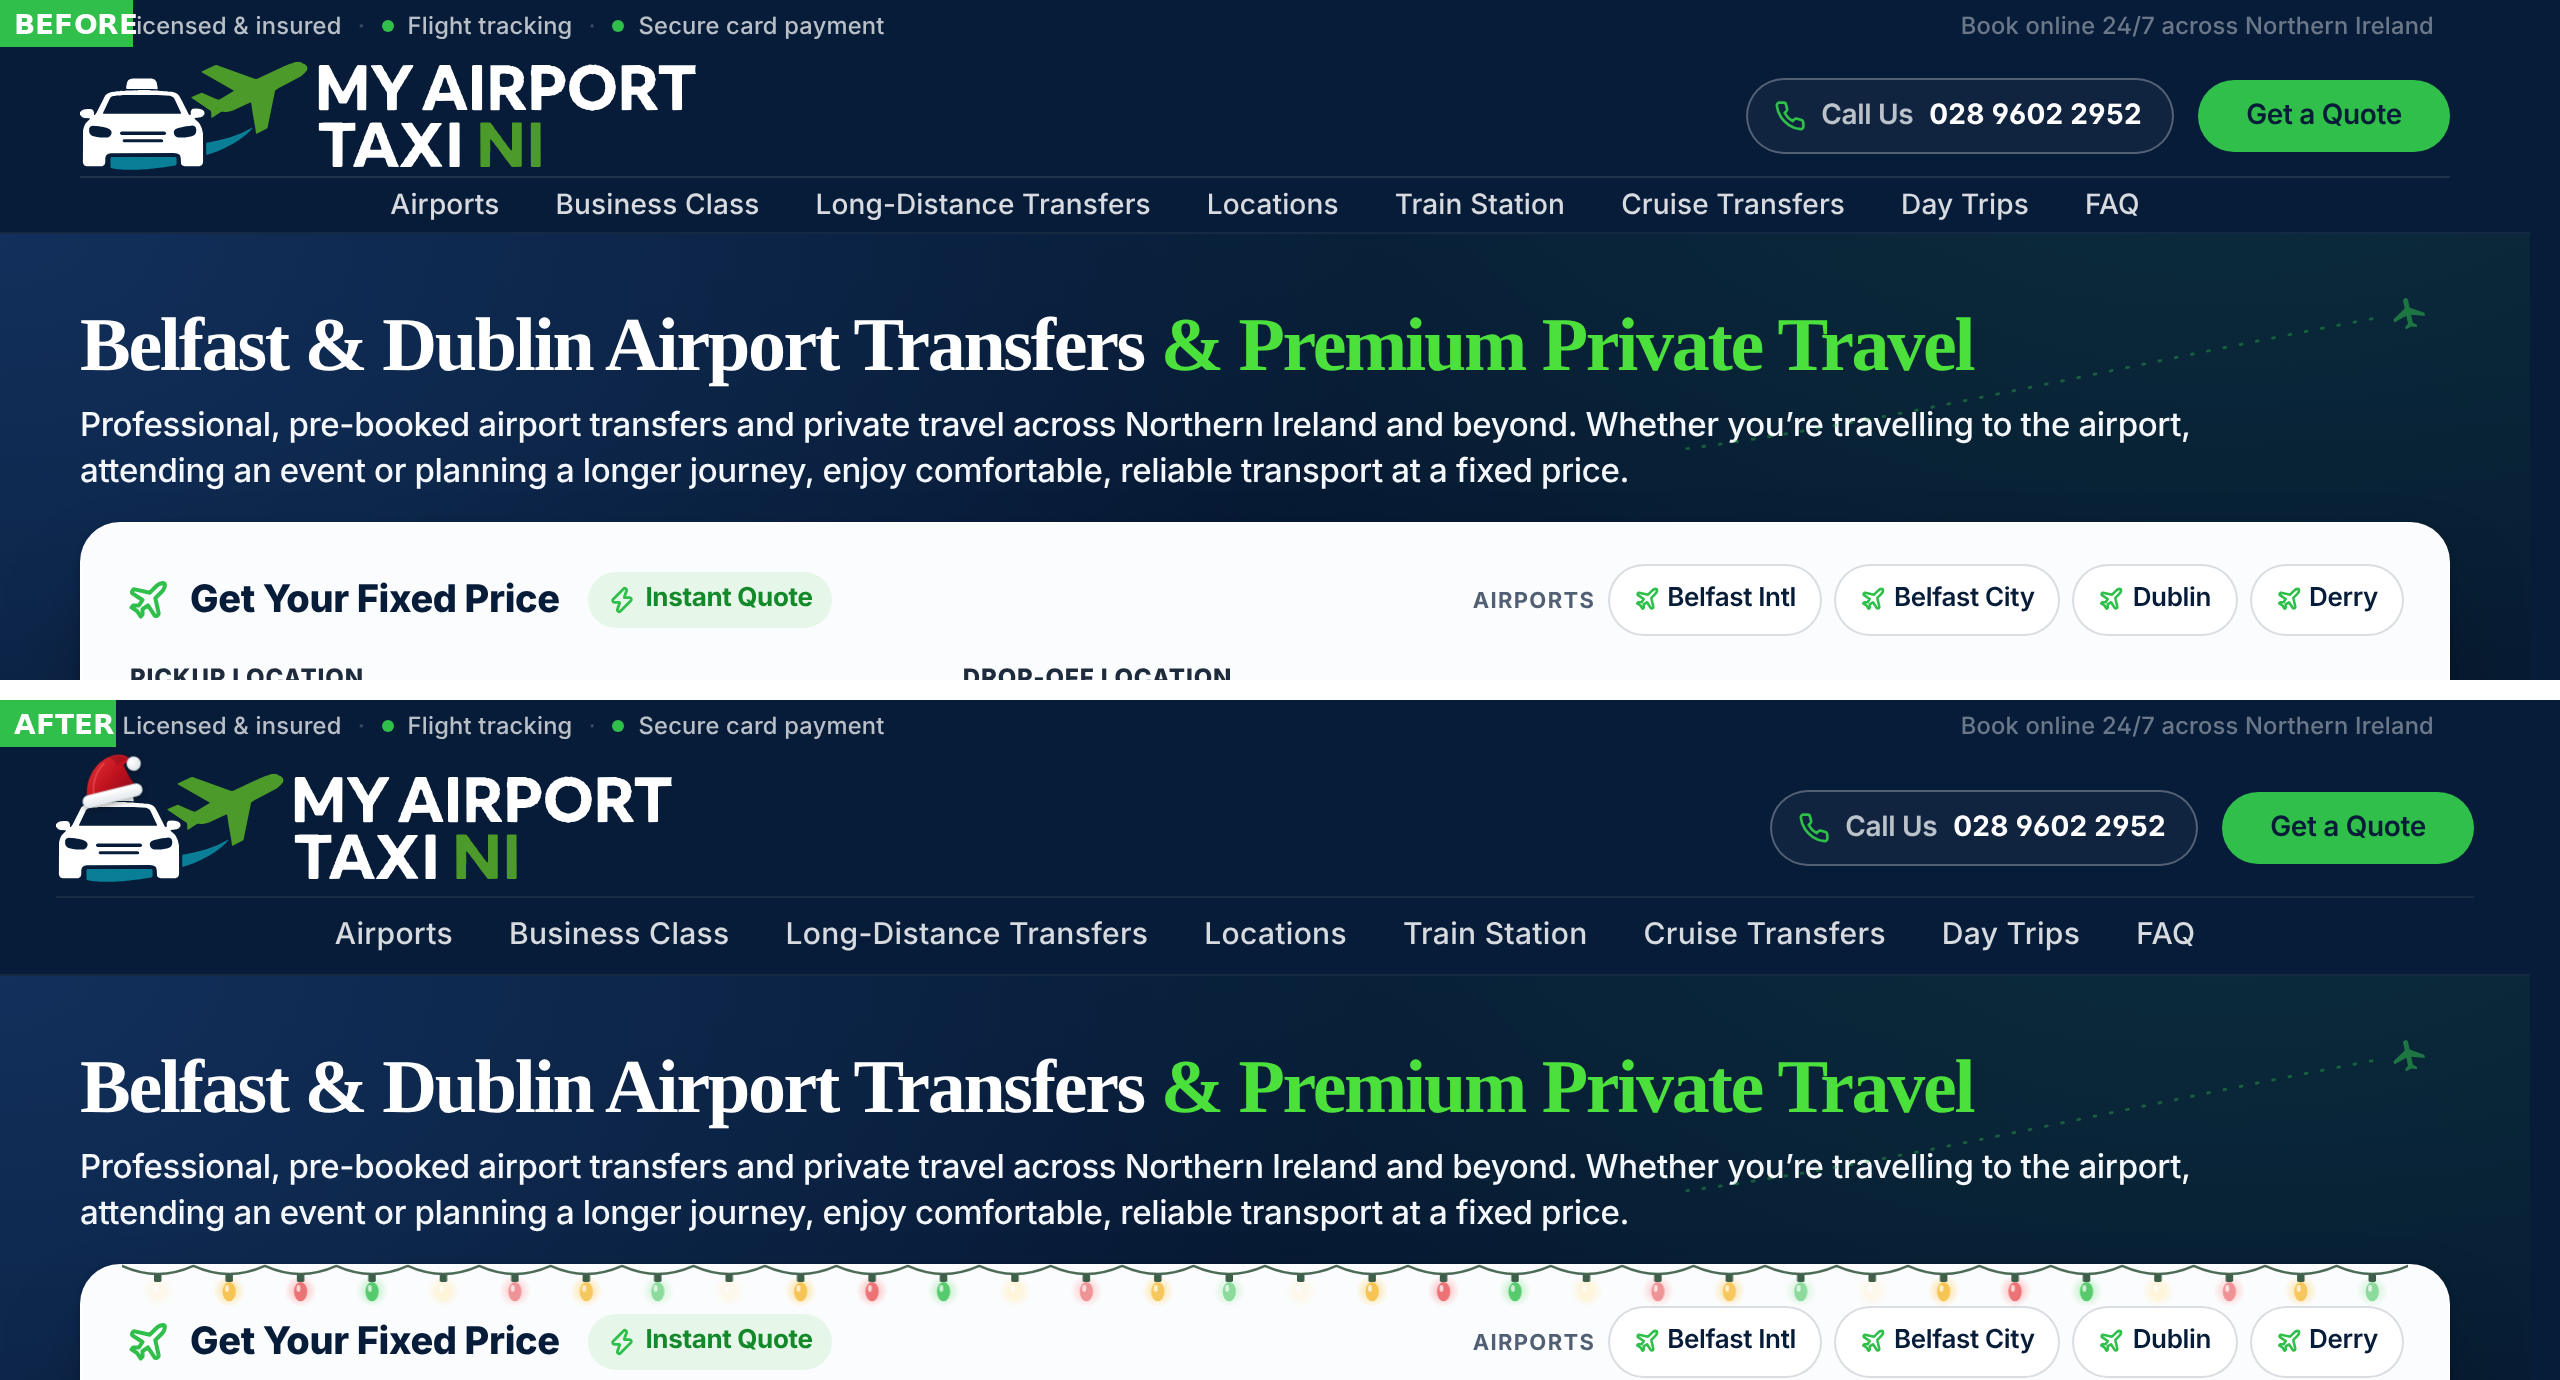 BEFORE
icensed & insured · Flight tracking · Secure card payment
Book online 24/7 across Northern Ireland
MY AIRPORT
TAXI NI
Call Us 028 9602 2952
Get a Quote
Airports Business Class Long-Distance Transfers Locations Train Station Cruise Transfers Day Trips FAQ
Belfast & Dublin Airport Transfers & Premium Private Travel
Professional, pre-booked airport transfers and private travel across Northern Ireland and beyond. Whether you’re travelling to the airport,
attending an event or planning a longer journey, enjoy comfortable, reliable transport at a fixed price.
Get Your Fixed Price Instant Quote
AIRPORTS Belfast Intl Belfast City Dublin Derry
PICKUP LOCATION DROP-OFF LOCATION
AFTER
Licensed & insured · Flight tracking · Secure card payment
Book online 24/7 across Northern Ireland
MY AIRPORT
TAXI NI
Call Us 028 9602 2952
Get a Quote
Airports Business Class Long-Distance Transfers Locations Train Station Cruise Transfers Day Trips FAQ
Belfast & Dublin Airport Transfers & Premium Private Travel
Professional, pre-booked airport transfers and private travel across Northern Ireland and beyond. Whether you’re travelling to the airport,
attending an event or planning a longer journey, enjoy comfortable, reliable transport at a fixed price.
Get Your Fixed Price Instant Quote
AIRPORTS Belfast Intl Belfast City Dublin Derry